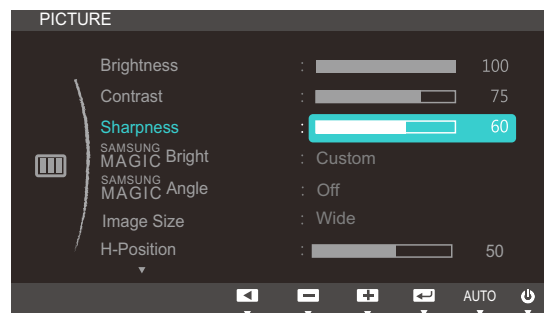 PICTURE
Brightness : 100
Contrast : 75
Sharpness : 60
SAMSUNG MAGIC Bright : Custom
SAMSUNG MAGIC Angle : Off
Image Size : Wide
H-Position : 50
AUTO